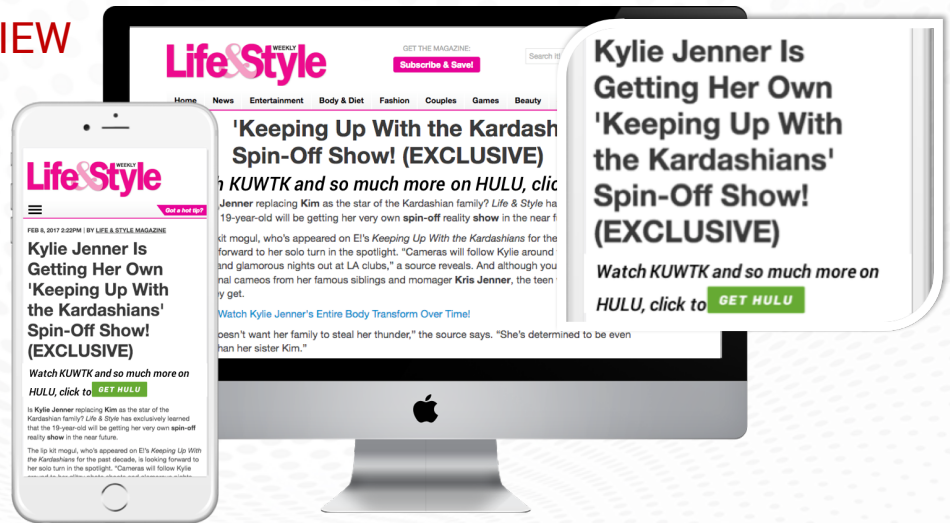 IEW
Life&Style
WEEKLY
GET THE MAGAZINE:
Subscribe & Save!
Search it!
Home News Entertainment Body & Diet Fashion Couples Games Beauty
'Keeping Up With the Kardash
Spin-Off Show! (EXCLUSIVE)
h KUWTK and so much more on HULU, clic
Jenner replacing Kim as the star of the Kardashian family? Life & Style ha
19-year-old will be getting her very own spin-off reality show in the near f
kit mogul, who's appeared on E!'s Keeping Up With the Kardashians for the
forward to her solo turn in the spotlight. "Cameras will follow Kylie around
and glamorous nights out at LA clubs," a source reveals. And although you
nal cameos from her famous siblings and momager Kris Jenner, the teen
y get.
Watch Kylie Jenner's Entire Body Transform Over Time!
oesn't want her family to steal her thunder," the source says. "She's determined to be even
han her sister Kim."
Life&Style
WEEKLY
Got a hot tip?
FEB 8, 2017 2:22PM | BY LIFE & STYLE MAGAZINE
Kylie Jenner Is
Getting Her Own
'Keeping Up With
the Kardashians'
Spin-Off Show!
(EXCLUSIVE)
Watch KUWTK and so much more on
HULU, click to GET HULU
Is Kylie Jenner replacing Kim as the star of the
Kardashian family? Life & Style has exclusively learned
that the 19-year-old will be getting her very own spin-off
reality show in the near future.
The lip kit mogul, who's appeared on E!'s Keeping Up With
the Kardashians for the past decade, is looking forward to
her solo turn in the spotlight. "Cameras will follow Kylie
Kylie Jenner Is
Getting Her Own
'Keeping Up With
the Kardashians'
Spin-Off Show!
(EXCLUSIVE)
Watch KUWTK and so much more on
HULU, click to GET HULU